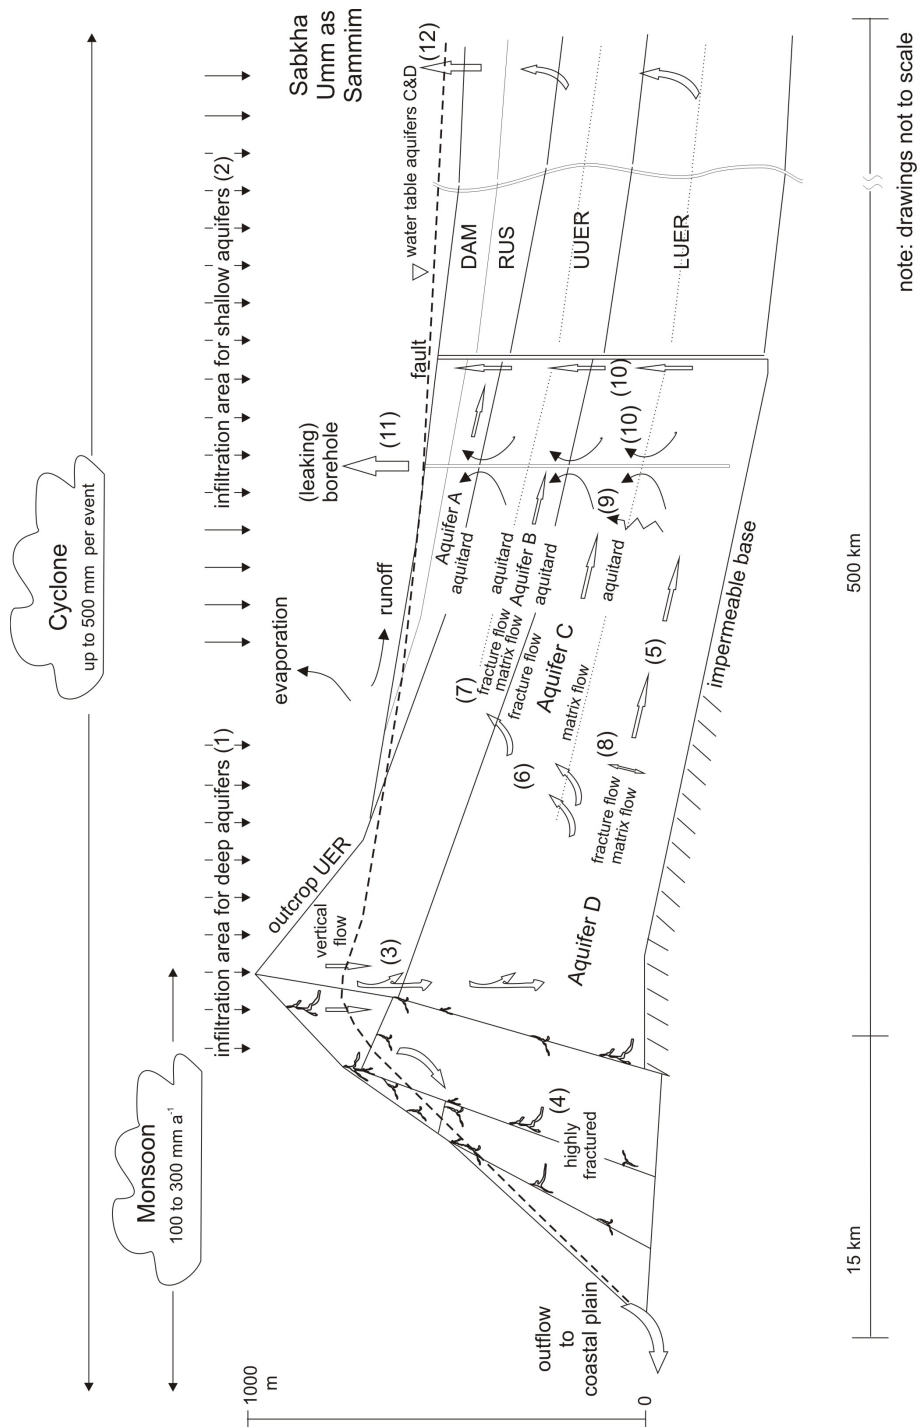 Cyclone
up to 500 mm per event
Monsoon
100 to 300 mm a⁻¹
infiltration area for deep aquifers (1)
infiltration area for shallow aquifers (2)
Sabkha
Umm as
Sammim
(12)
1000
m
0
outcrop UER
evaporation
runoff
(leaking)
borehole
(11)
fault
water table aquifers C&D
vertical
flow
(3)
DAM
RUS
UUER
LUER
Aquifer A
aquitard
aquitard
Aquifer B
aquitard
(7)
fracture flow
matrix flow
fracture flow
Aquifer C
matrix flow
aquitard
(6)
(9)
(10)
(10)
(8)
fracture flow
matrix flow
(5)
Aquifer D
(4)
highly
fractured
outflow
to
coastal plain
impermeable base
15 km
500 km
note: drawings not to scale